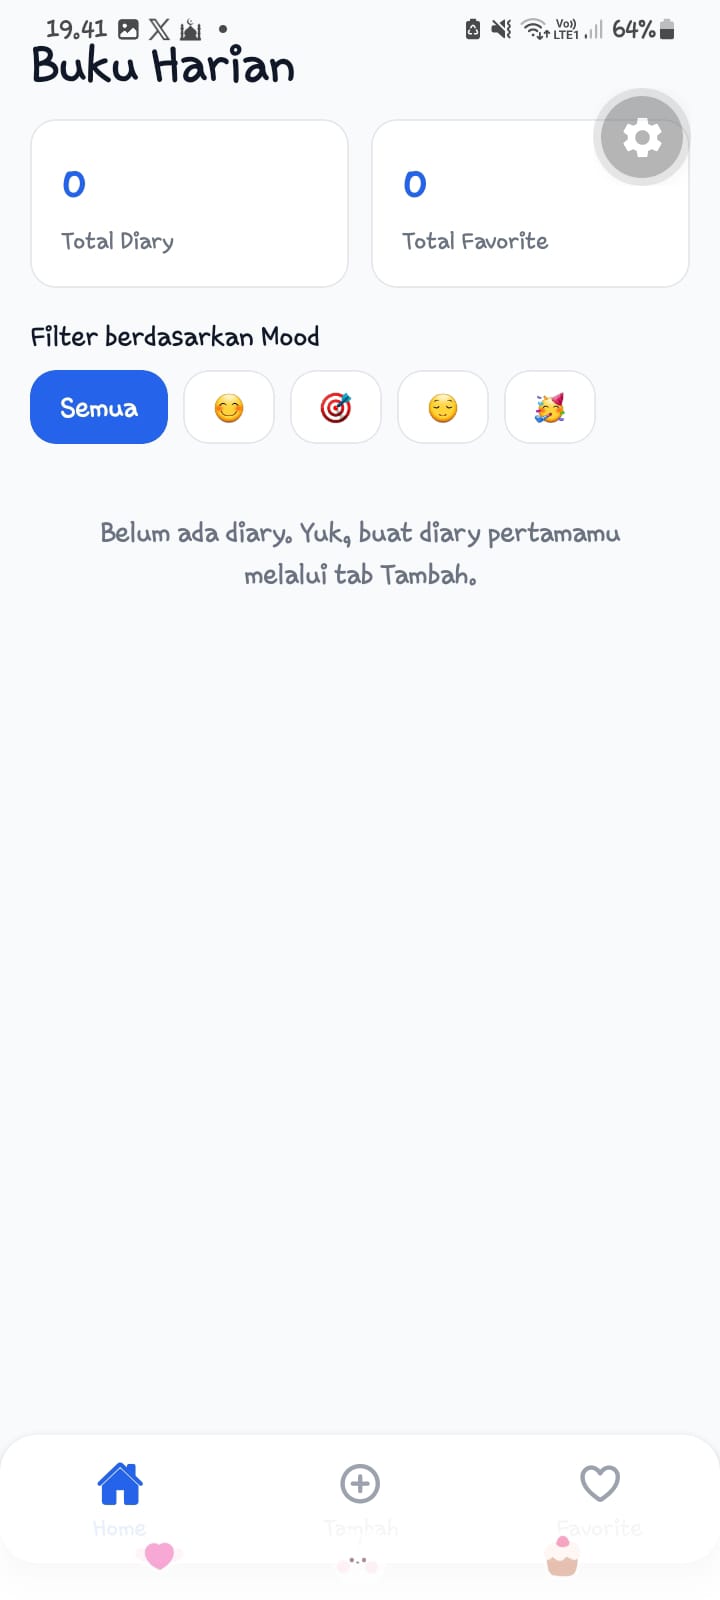 19.41 Vo)) LTE1 64%
Buku Harian
0 0
Total Diary Total Favorite
Filter berdasarkan Mood
Semua
Belum ada diary. Yuk, buat diary pertamamu
melalui tab Tambah.
Home Tambah Favorite